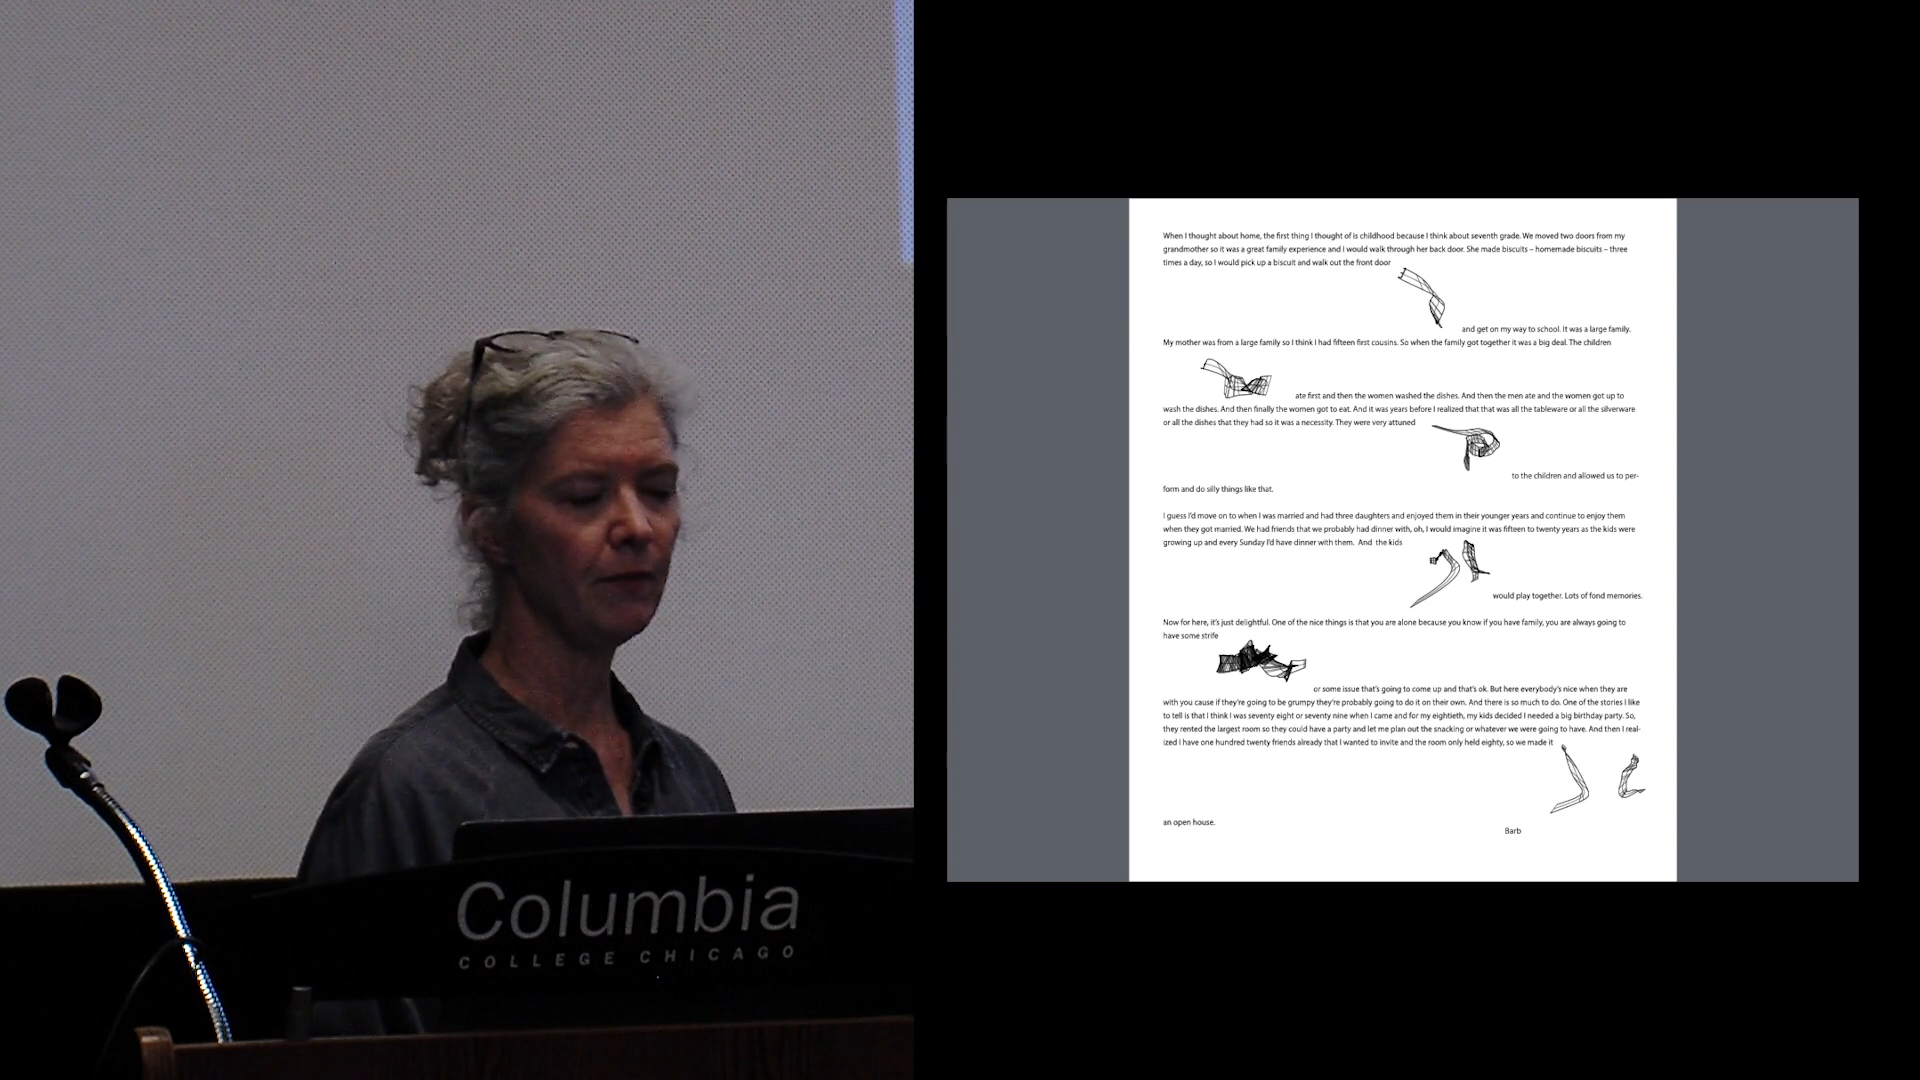 Columbia
COLLEGE CHICAGO
When I thought about home, the first thing I thought of is childhood because I think about seventh grade. We moved two doors from my
grandmother so it was a great family experience and I would walk through her back door. She made biscuits – homemade biscuits – three
times a day, so I would pick up a biscuit and walk out the front door
and get on my way to school. It was a large family.
My mother was from a large family so I think I had fifteen first cousins. So when the family got together it was a big deal. The children
ate first and then the women washed the dishes. And then the men ate and the women got up to
wash the dishes. And then finally the women got to eat. And it was years before I realized that that was all the tableware or all the silverware
or all the dishes that they had so it was a necessity. They were very attuned
to the children and allowed us to per-
form and do silly things like that.
I guess I'd move on to when I was married and had three daughters and enjoyed them in their younger years and continue to enjoy them
when they got married. We had friends that we probably had dinner with, oh, I would imagine it was fifteen to twenty years as the kids were
growing up and every Sunday I'd have dinner with them. And the kids
would play together. Lots of fond memories.
Now for here, it's just delightful. One of the nice things is that you are alone because you know if you have family, you are always going to
have some strife
or some issue that's going to come up and that's ok. But here everybody's nice when they are
with you cause if they're going to be grumpy they're probably going to do it on their own. And there is so much to do. One of the stories I like
to tell is that I think I was seventy eight or seventy nine when I came and for my eightieth, my kids decided I needed a big birthday party. So,
they rented the largest room so they could have a party and let me plan out the snacking or whatever we were going to have. And then I real-
ized I have one hundred twenty friends already that I wanted to invite and the room only held eighty, so we made it
an open house.
Barb